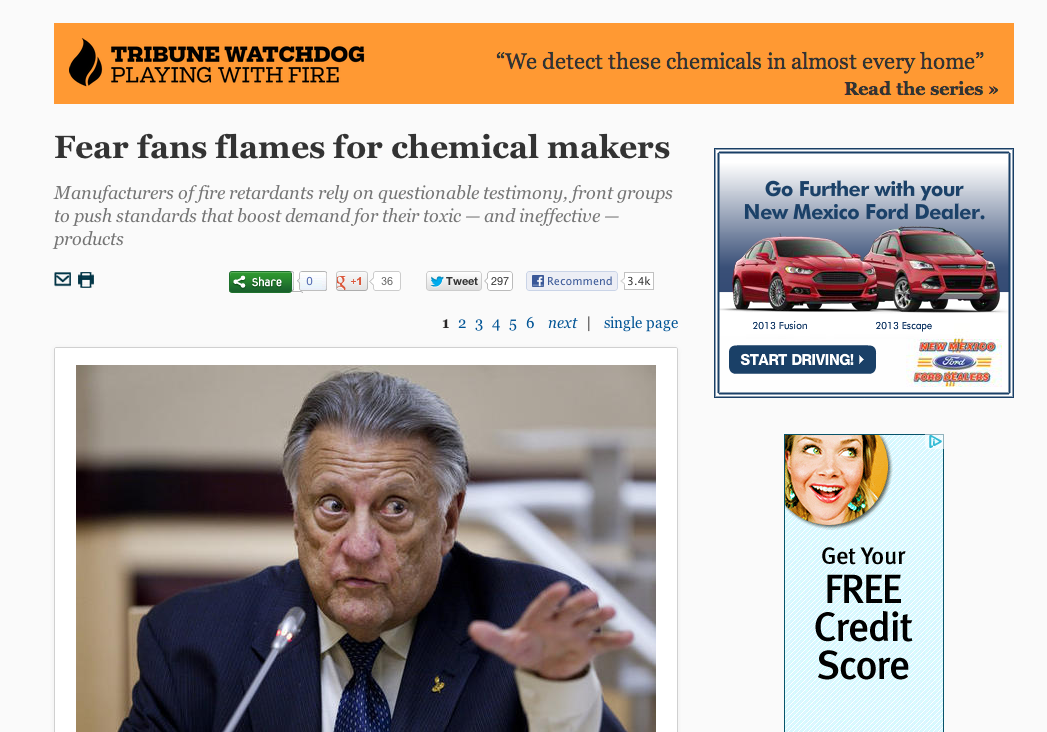 TRIBUNE WATCHDOG
PLAYING WITH FIRE
“We detect these chemicals in almost every home”
Read the series »
Fear fans flames for chemical makers
Manufacturers of fire retardants rely on questionable testimony, front groups
to push standards that boost demand for their toxic — and ineffective —
products
Share 0 +1 36 Tweet 297 Recommend 3.4k
1 2 3 4 5 6 next | single page
Go Further with your
New Mexico Ford Dealer.
2013 Fusion 2013 Escape
START DRIVING!
NEW MEXICO
Ford
FORD DEALERS
Get Your
FREE
Credit
Score